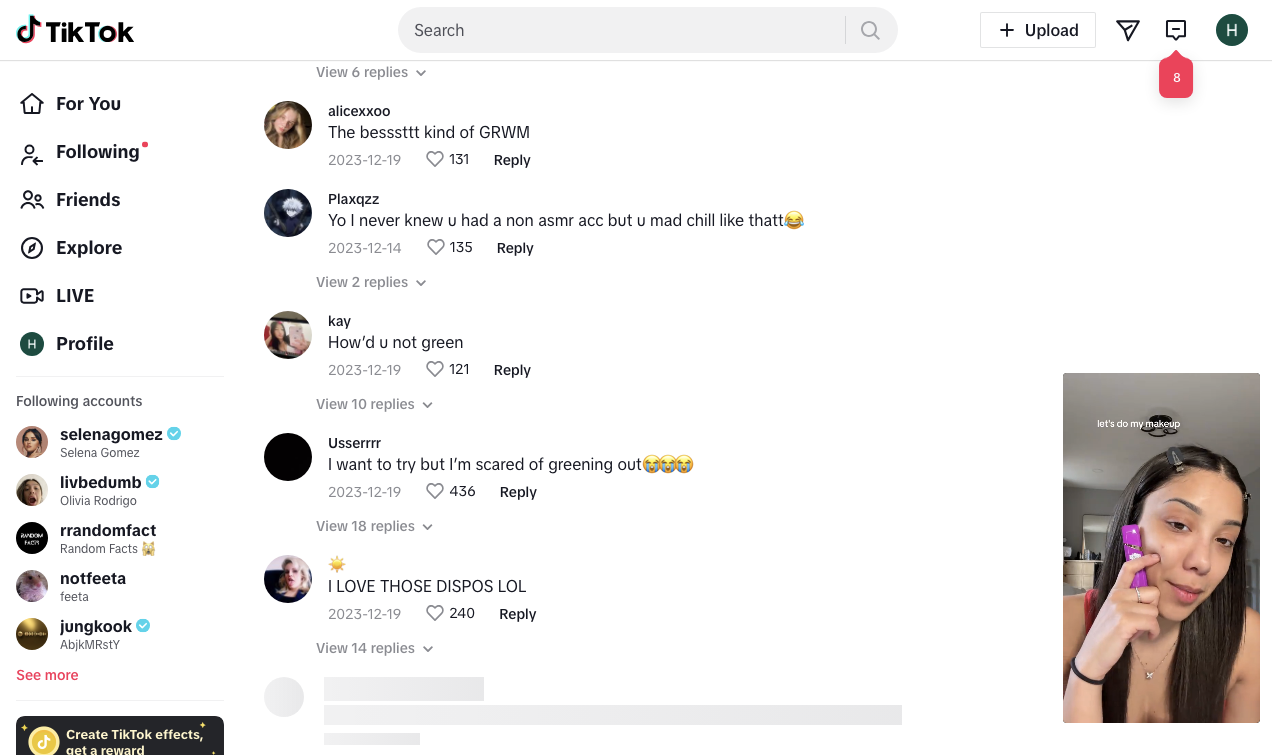 TikTok
Search
Upload
H
8
For You
Following
Friends
Explore
LIVE
H
Profile
Following accounts
selenagomez
Selena Gomez
livbedumb
Olivia Rodrigo
rrandomfact
Random Facts 🙀
notfeeta
feeta
jungkook
AbjkMRstY
See more
Create TikTok effects,
get a reward
View 6 replies
alicexxoo
The bessssttt kind of GRWM
2023-12-19 131 Reply
Plaxqzz
Yo I never knew u had a non asmr acc but u mad chill like thatt😂
2023-12-14 135 Reply
View 2 replies
kay
How'd u not green
2023-12-19 121 Reply
View 10 replies
Usserrrr
I want to try but I'm scared of greening out😭😭😭
2023-12-19 436 Reply
View 18 replies
☀️
I LOVE THOSE DISPOS LOL
2023-12-19 240 Reply
View 14 replies
let's do my makeup